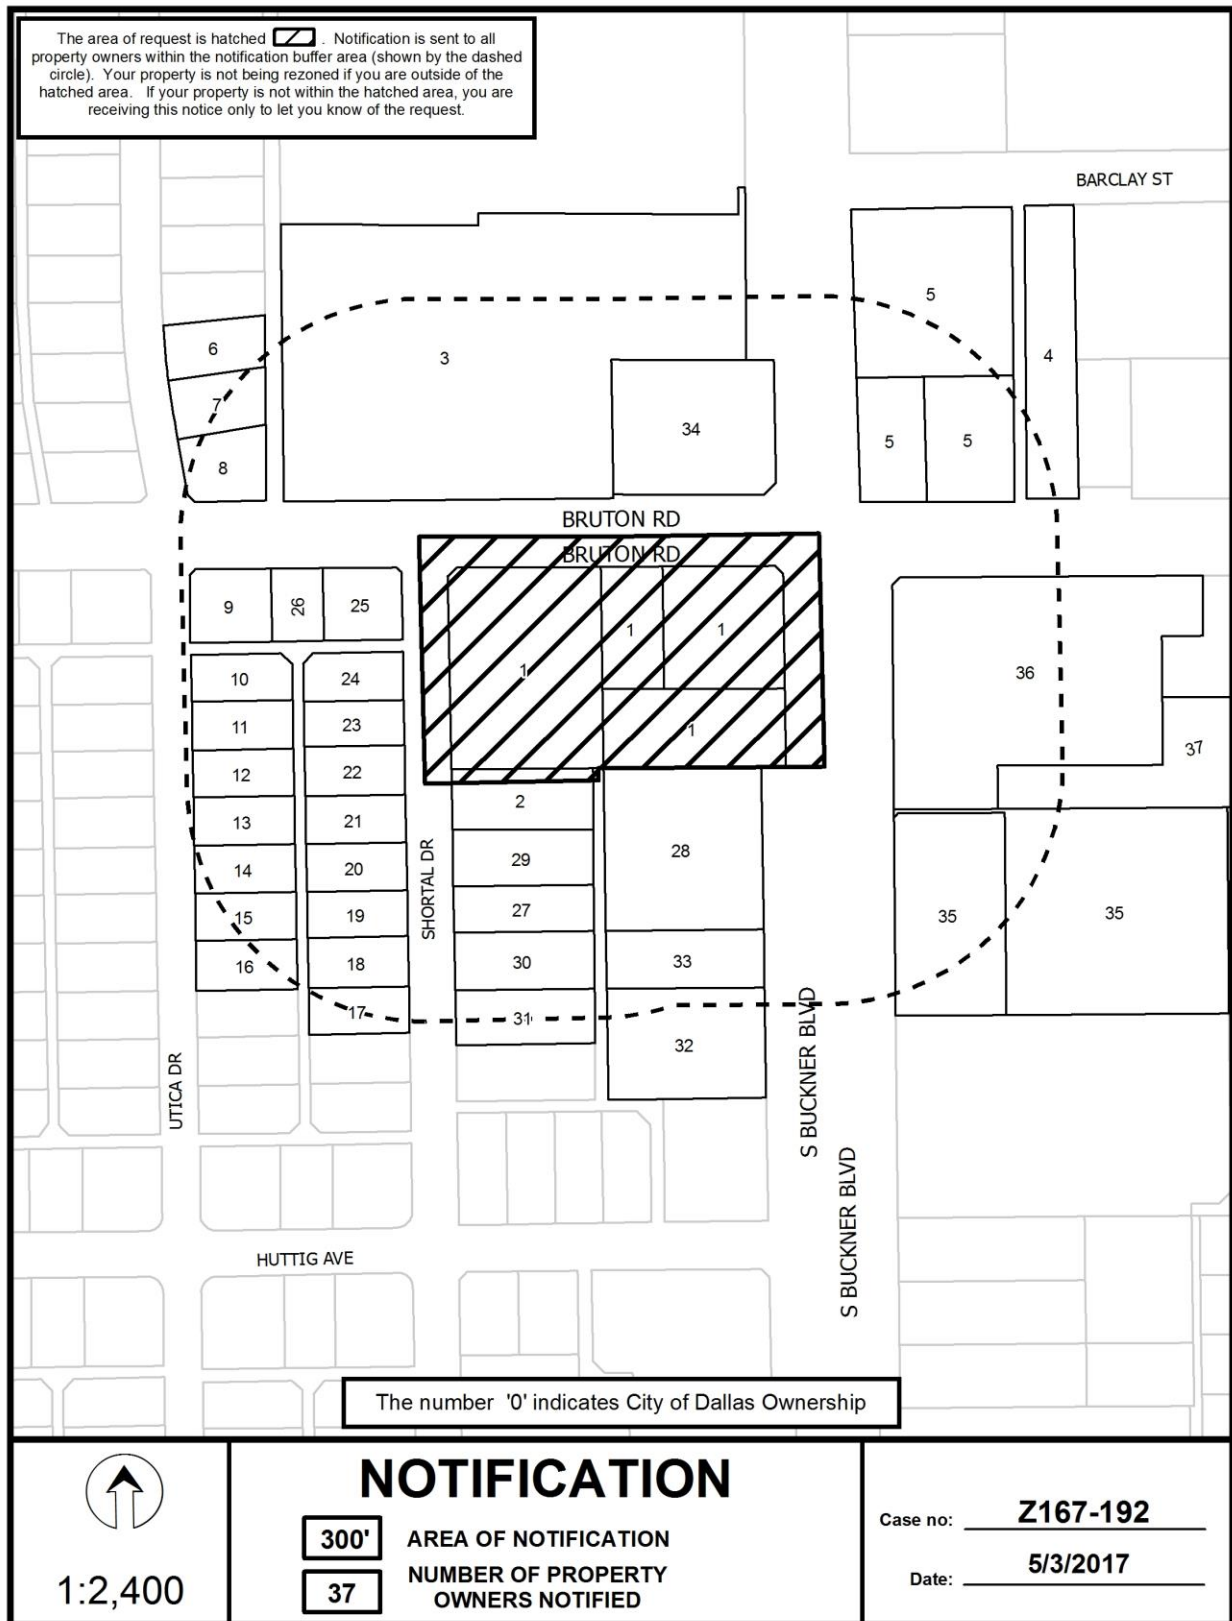 The area of request is hatched . Notification is sent to all
property owners within the notification buffer area (shown by the dashed
circle). Your property is not being rezoned if you are outside of the
hatched area. If your property is not within the hatched area, you are
receiving this notice only to let you know of the request.
BARCLAY ST
5
6
3
4
7
34
5
5
8
BRUTON RD
BRUTON RD
9
26
25
1
1
1
36
10
24
11
23
1
37
12
22
2
13
21
28
14
20
29
SHORTAL DR
15
19
27
35
35
16
18
30
33
17
31
32
S BUCKNER BLVD
UTICA DR
S BUCKNER BLVD
HUTTIG AVE
The number '0' indicates City of Dallas Ownership
1:2,400
NOTIFICATION
300' AREA OF NOTIFICATION
37 NUMBER OF PROPERTY
OWNERS NOTIFIED
Case no: Z167-192
Date: 5/3/2017